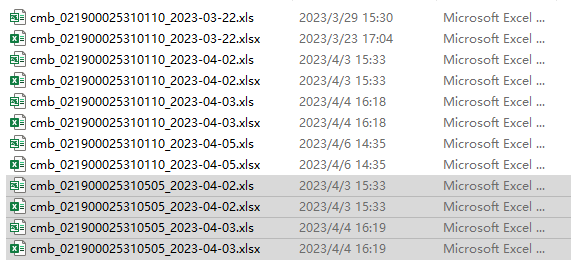 cmb_021900025310110_2023-03-22.xls 2023/3/29 15:30 Microsoft Excel ...
cmb_021900025310110_2023-03-22.xlsx 2023/3/23 17:04 Microsoft Excel ...
cmb_021900025310110_2023-04-02.xls 2023/4/3 15:33 Microsoft Excel ...
cmb_021900025310110_2023-04-02.xlsx 2023/4/3 15:33 Microsoft Excel ...
cmb_021900025310110_2023-04-03.xls 2023/4/4 16:18 Microsoft Excel ...
cmb_021900025310110_2023-04-03.xlsx 2023/4/4 16:18 Microsoft Excel ...
cmb_021900025310110_2023-04-05.xls 2023/4/6 14:35 Microsoft Excel ...
cmb_021900025310110_2023-04-05.xlsx 2023/4/6 14:35 Microsoft Excel ...
cmb_021900025310505_2023-04-02.xls 2023/4/3 15:33 Microsoft Excel ...
cmb_021900025310505_2023-04-02.xlsx 2023/4/3 15:33 Microsoft Excel ...
cmb_021900025310505_2023-04-03.xls 2023/4/4 16:19 Microsoft Excel ...
cmb_021900025310505_2023-04-03.xlsx 2023/4/4 16:19 Microsoft Excel ...